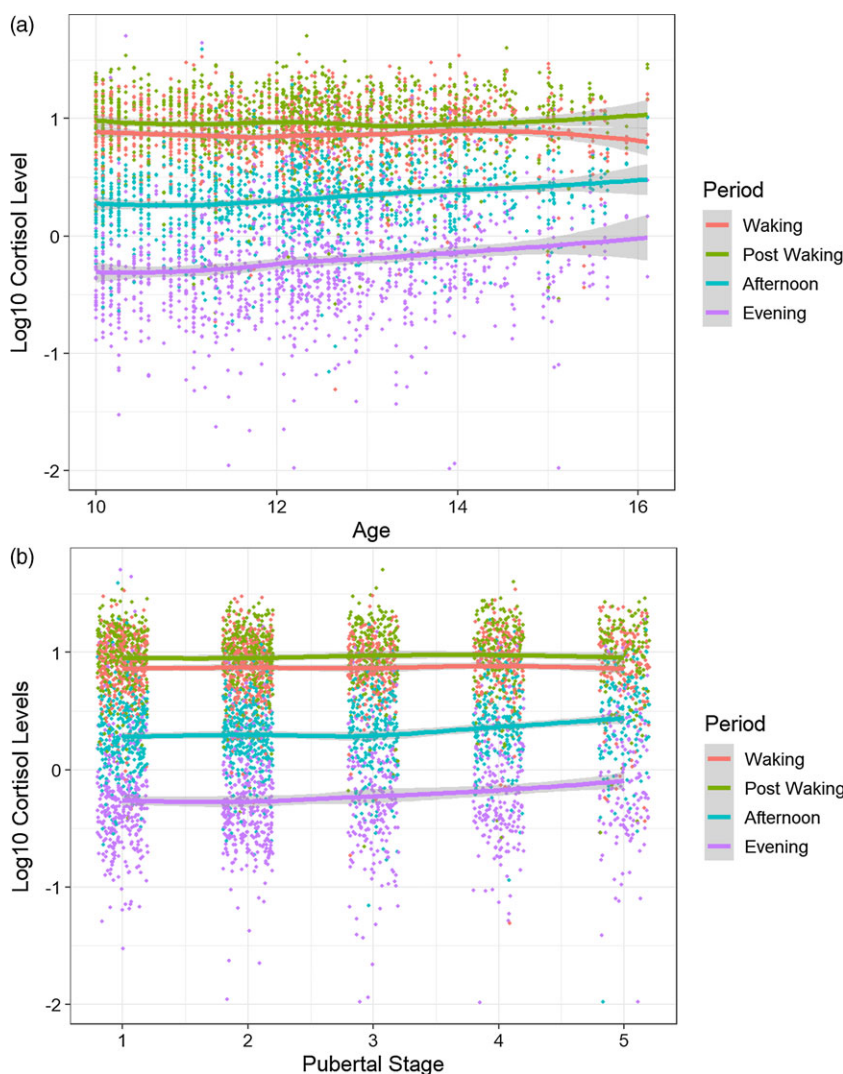 (a)
Log10 Cortisol Level
1
0
-1
-2
10
12
14
16
Age
Period
Waking
Post Waking
Afternoon
Evening
(b)
Log10 Cortisol Levels
1
0
-1
-2
1
2
3
4
5
Pubertal Stage
Period
Waking
Post Waking
Afternoon
Evening